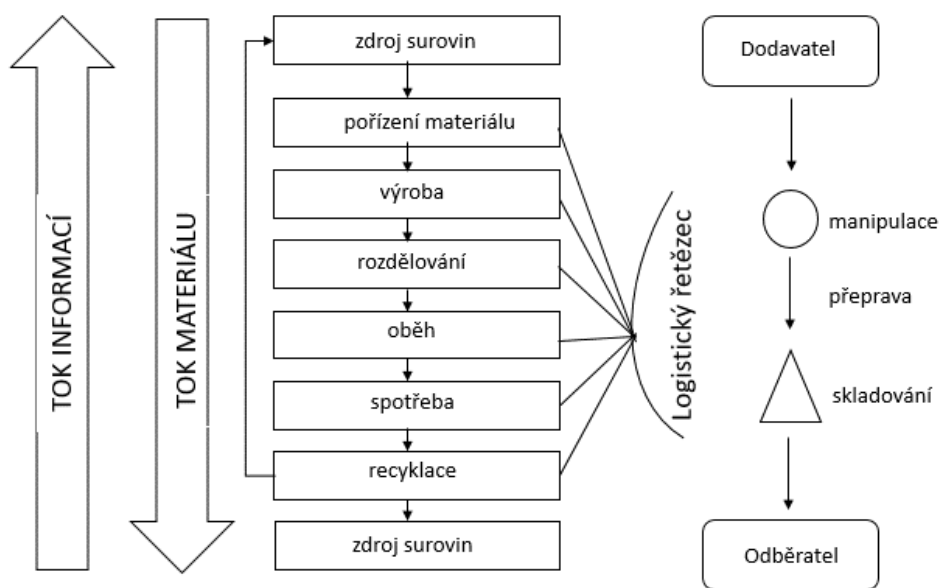 TOK INFORMACÍ
TOK MATERIÁLU
zdroj surovin
pořízení materiálu
výroba
rozdělování
oběh
spotřeba
recyklace
zdroj surovin
Logistický řetězec
Dodavatel
manipulace
přeprava
skladování
Odběratel